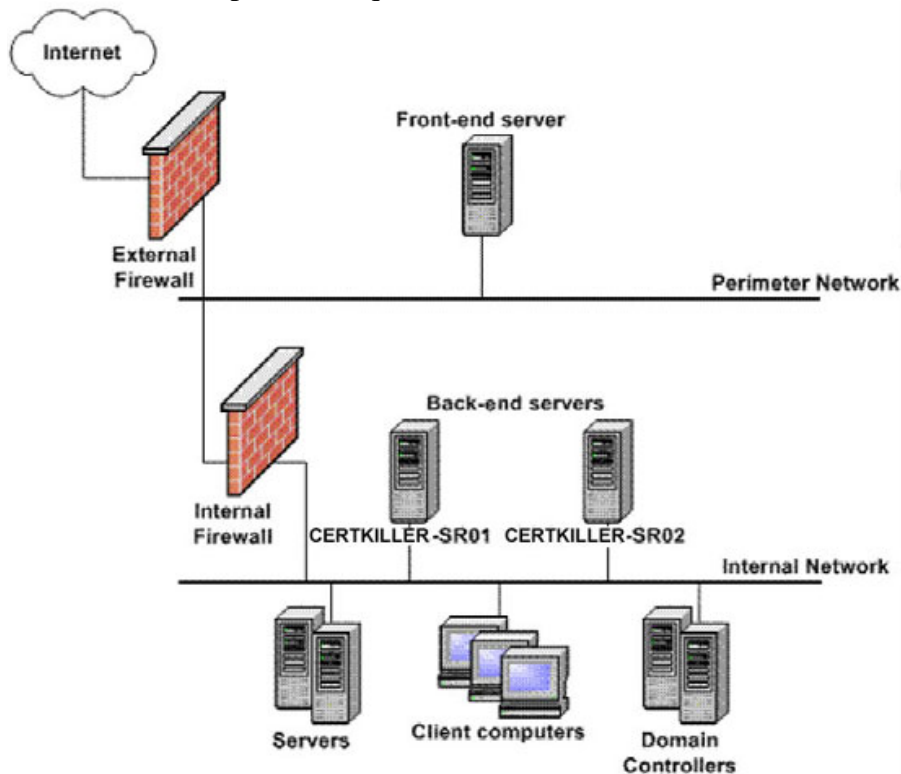 Internet
Front-end server
External
Firewall
Perimeter Network
Back-end servers
Internal
Firewall
CERTKILLER-SR01
CERTKILLER-SR02
Internal Network
Servers
Client computers
Domain
Controllers